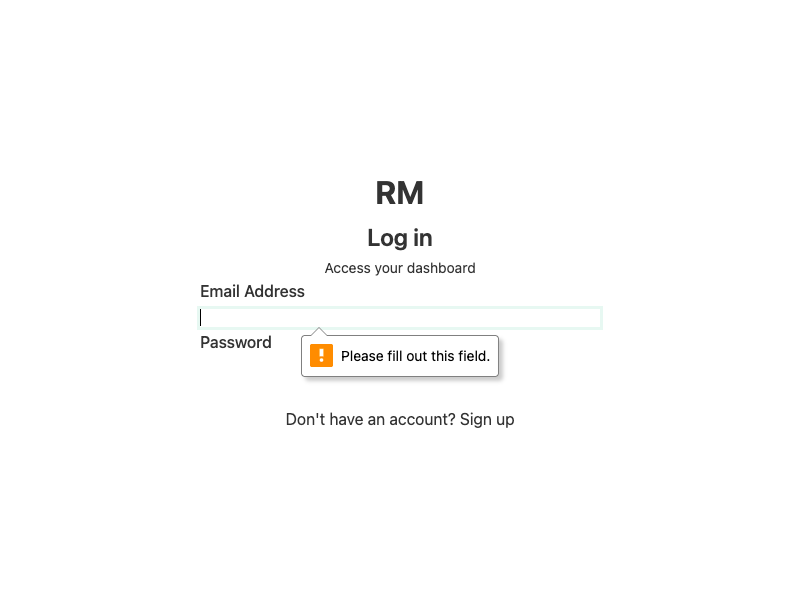 RM
Log in
Access your dashboard
Email Address
Password
Please fill out this field.
Don't have an account? Sign up